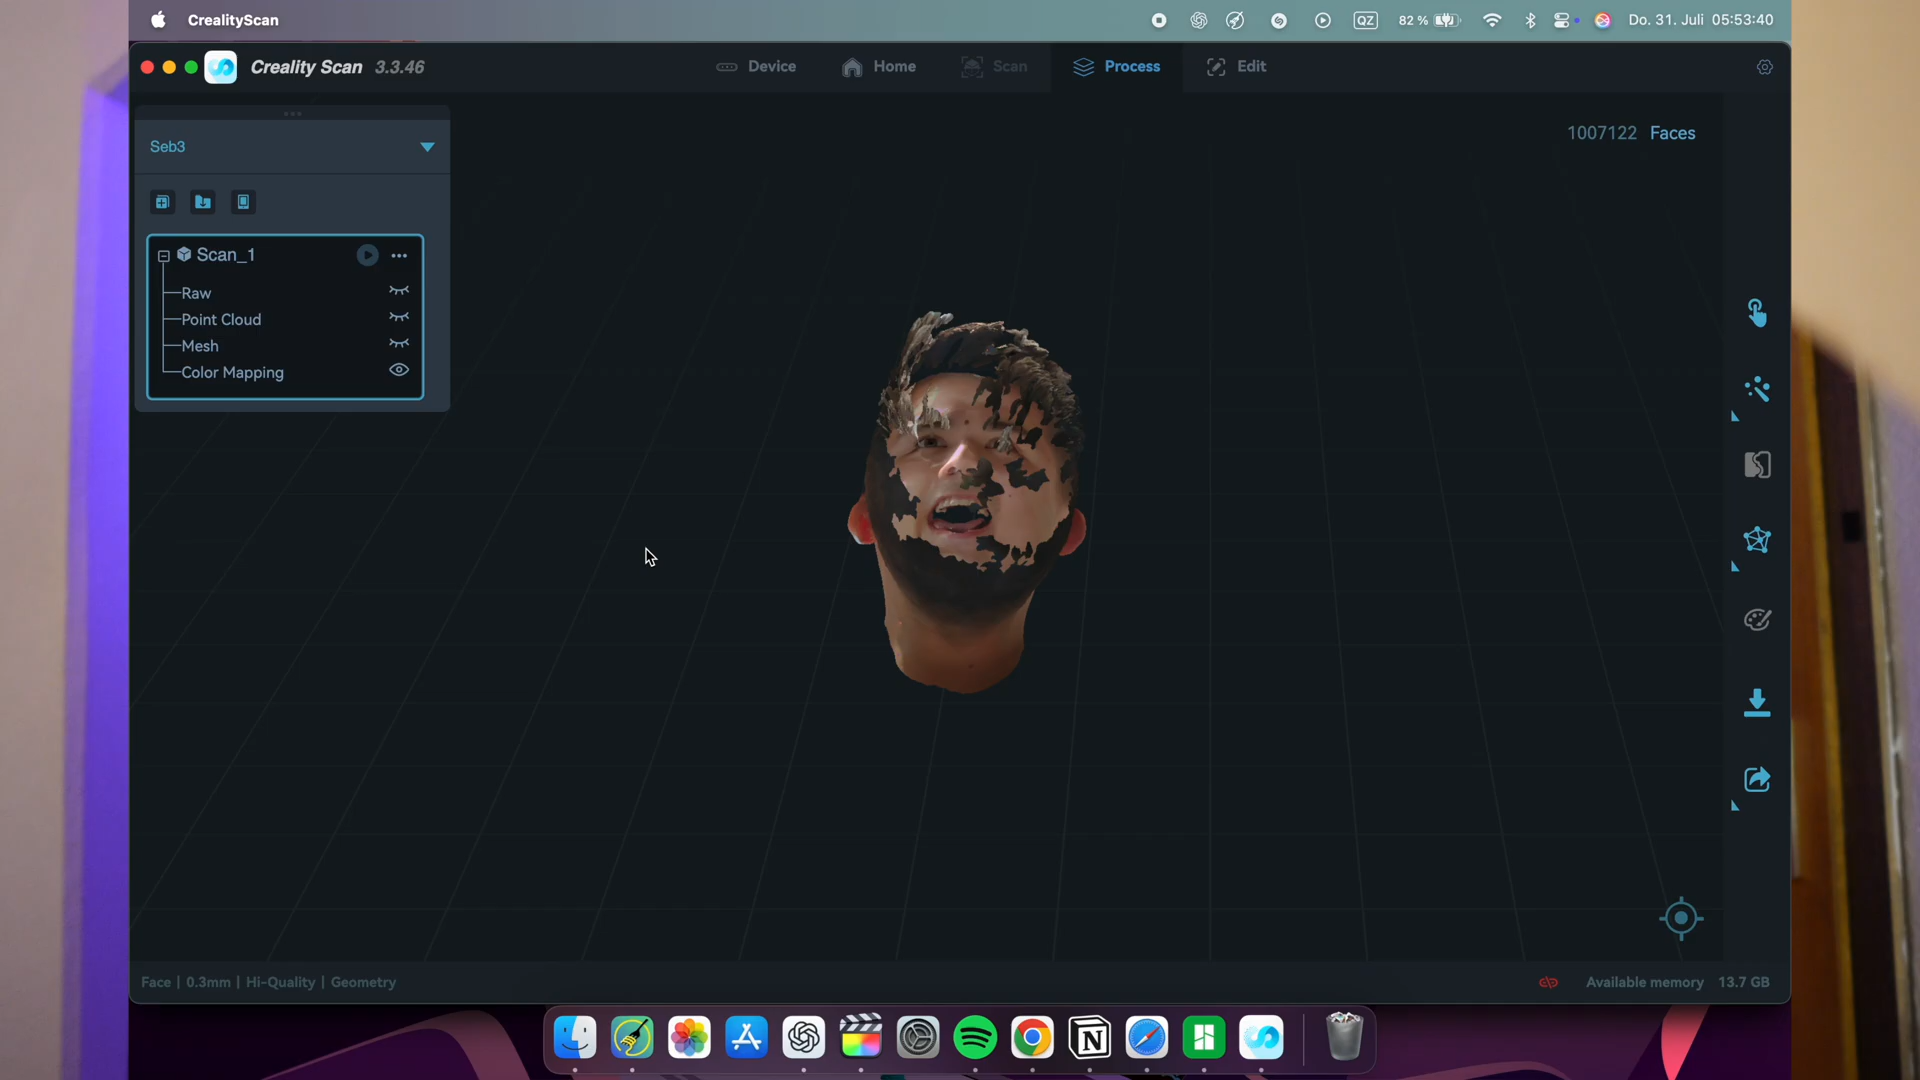 CrealityScan
QZ
82 %
Do. 31. Juli 05:53:40
Creality Scan 3.3.46
Device
Home
Scan
Process
Edit
Seb3
1007122 Faces
Scan_1
Raw
Point Cloud
Mesh
Color Mapping
Face | 0.3mm | Hi-Quality | Geometry
Available memory 13.7 GB